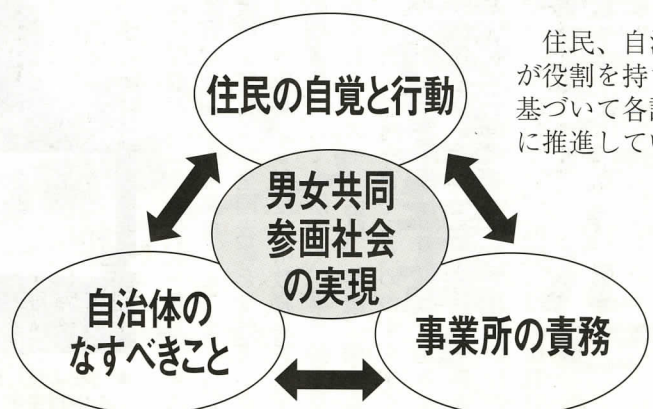 住民の自覚と行動
男女共同
参画社会
の実現
自治体の
なすべきこと
事業所の責務
住民、自
が役割を持
基づいて各
に推進して